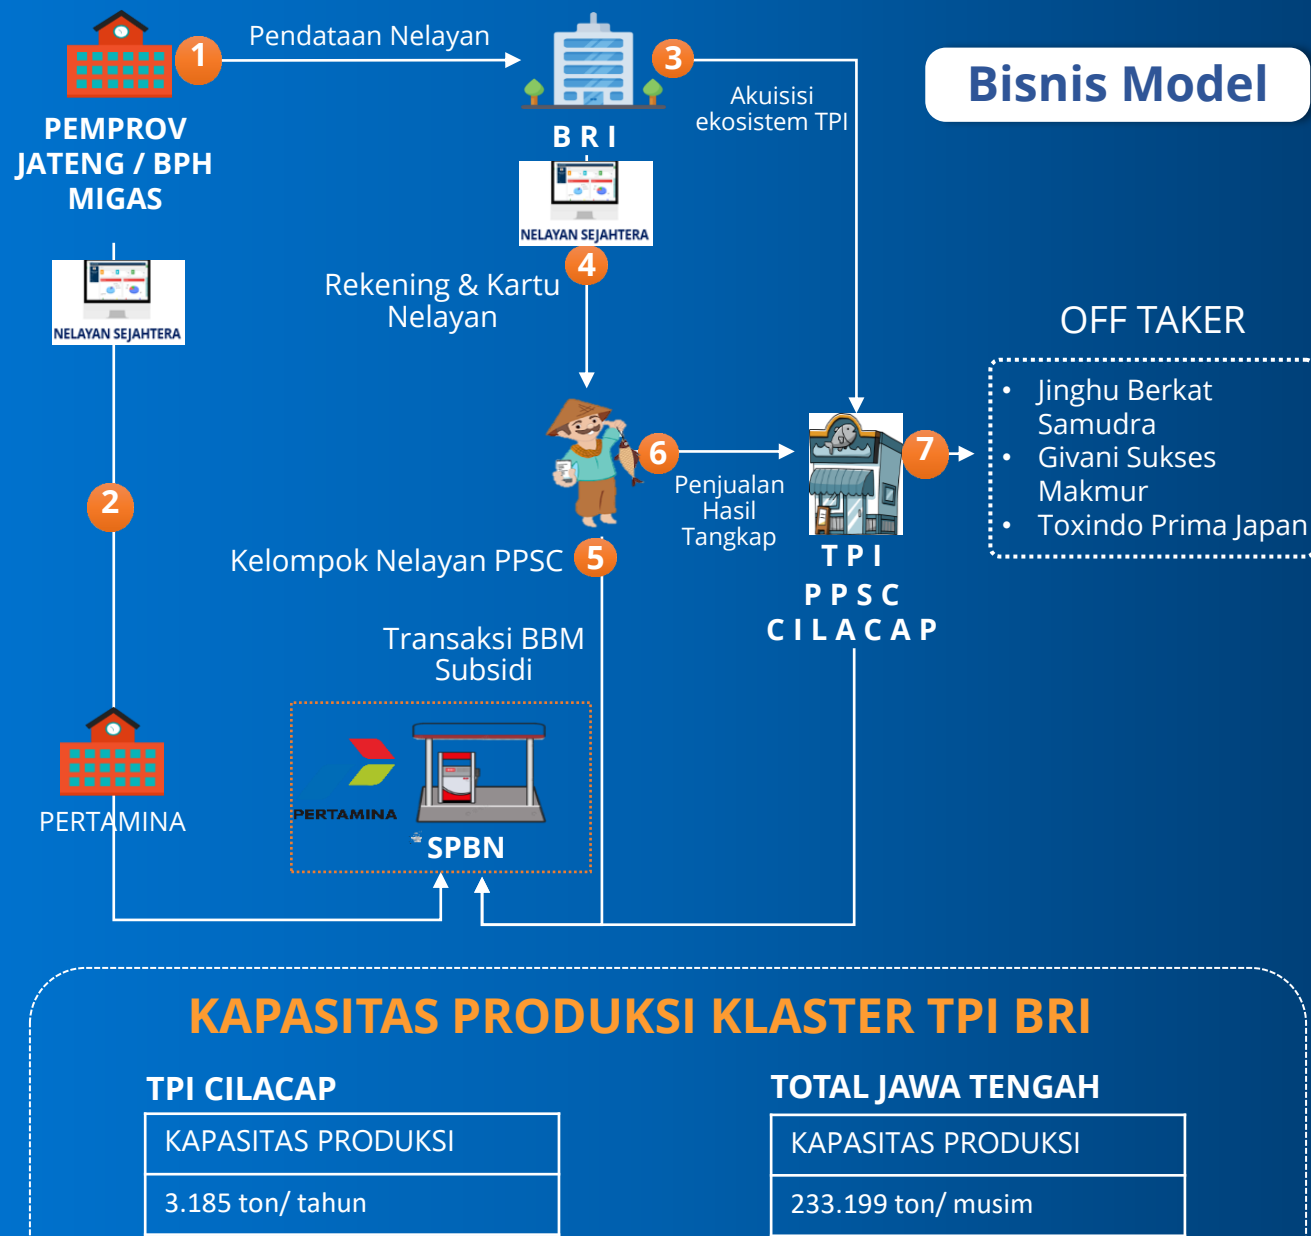 1
Pendataan Nelayan
3
Bisnis Model
Akuisisi
ekosistem TPI
PEMPROV
JATENG / BPH
MIGAS
BRI
NELAYAN SEJAHTERA
4
Rekening & Kartu
Nelayan
NELAYAN SEJAHTERA
OFF TAKER
• Jinghu Berkat
Samudra
• Givani Sukses
Makmur
• Toxindo Prima Japan
6
7
Penjualan
Hasil
Tangkap
2
TPI
PPSC
CILACAP
Kelompok Nelayan PPSC
5
Transaksi BBM
Subsidi
PERTAMINA
PERTAMINA
SPBN
KAPASITAS PRODUKSI KLASTER TPI BRI
TPI CILACAP
KAPASITAS PRODUKSI
3.185 ton/ tahun
TOTAL JAWA TENGAH
KAPASITAS PRODUKSI
233.199 ton/ musim